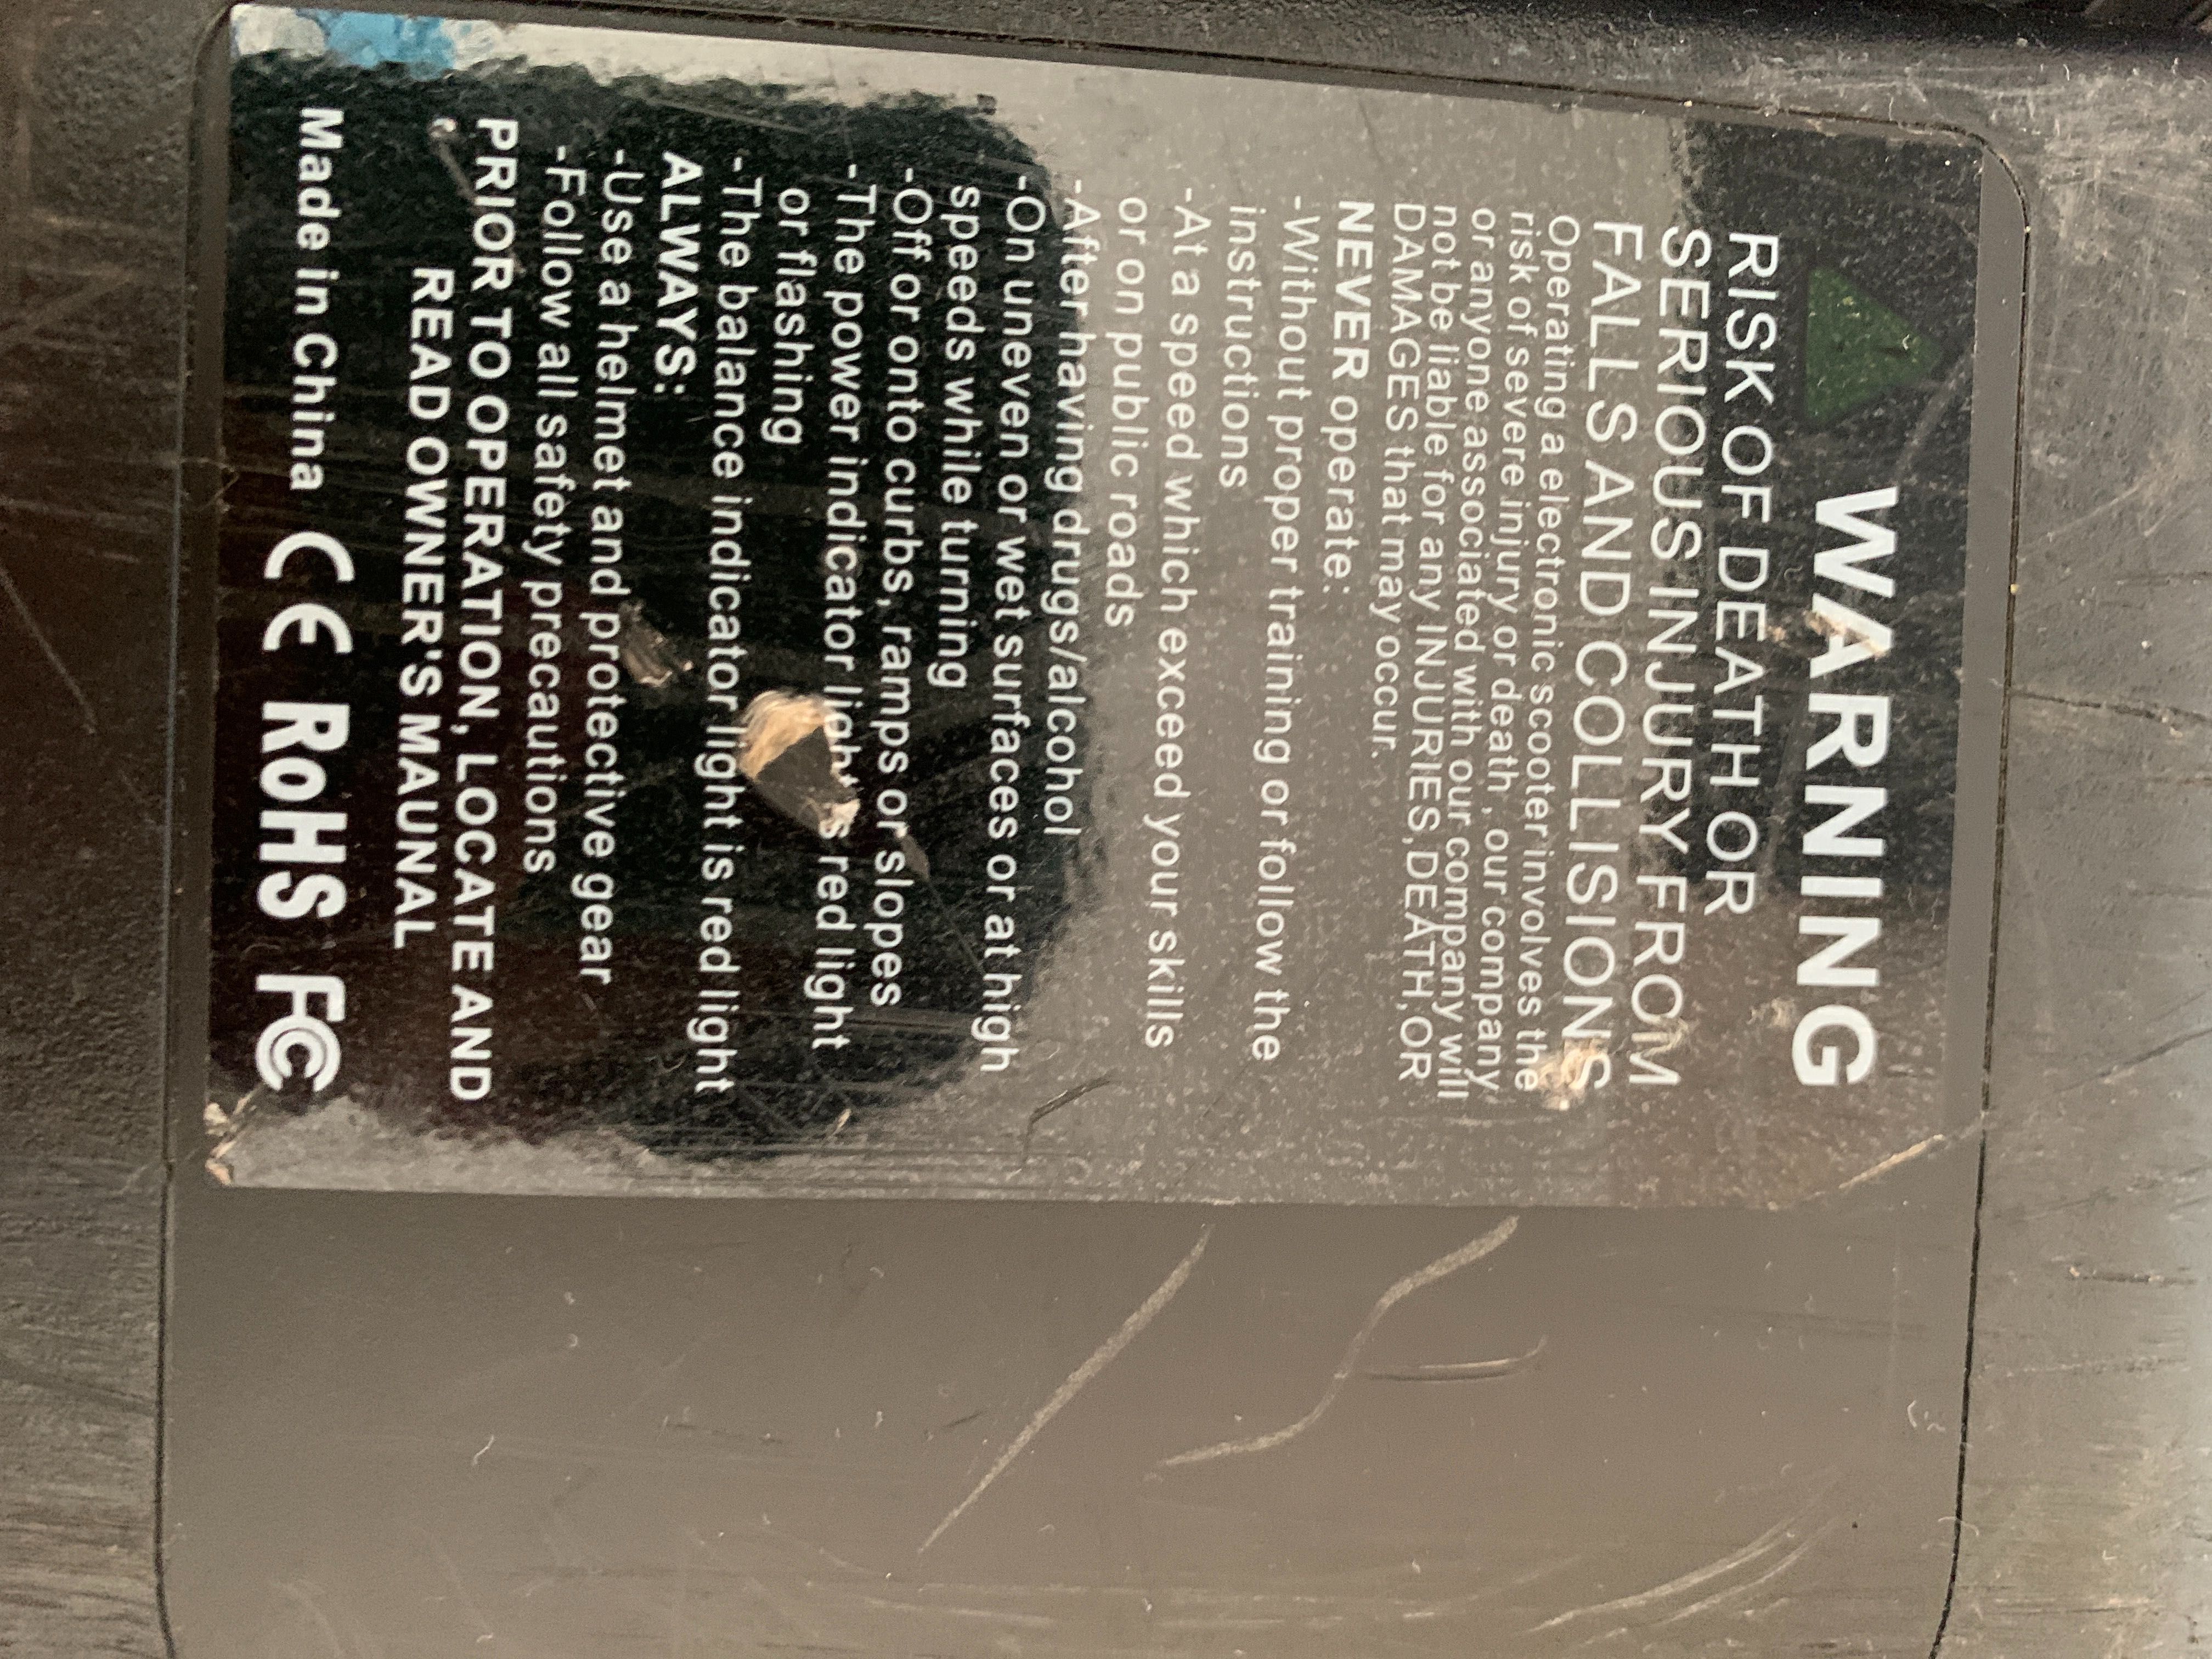 WARNING
RISK OF DEATH OR
SERIOUS INJURY FROM
FALLS AND COLLISIONS
Operating a electronic scooter involves the
risk of severe injury or death , our company
or anyone associated with our company will
not be liable for any INJURIES,DEATH,OR
DAMAGES that may occur.
NEVER operate:
-Without proper training or follow the
instructions
-At a speed which exceed your skills
or on public roads
-After having drugs/alcohol
-On uneven or wet surfaces or at high
speeds while turning
-Off or onto curbs, ramps or slopes
-The power indicator light s red light
or flashing
-The balance indicator light is red light
ALWAYS:
-Use a helmet and protective gear
-Follow all safety precautions
PRIOR TO OPERATION, LOCATE AND
READ OWNER'S MAUNAL
Made in China CE RoHS FC